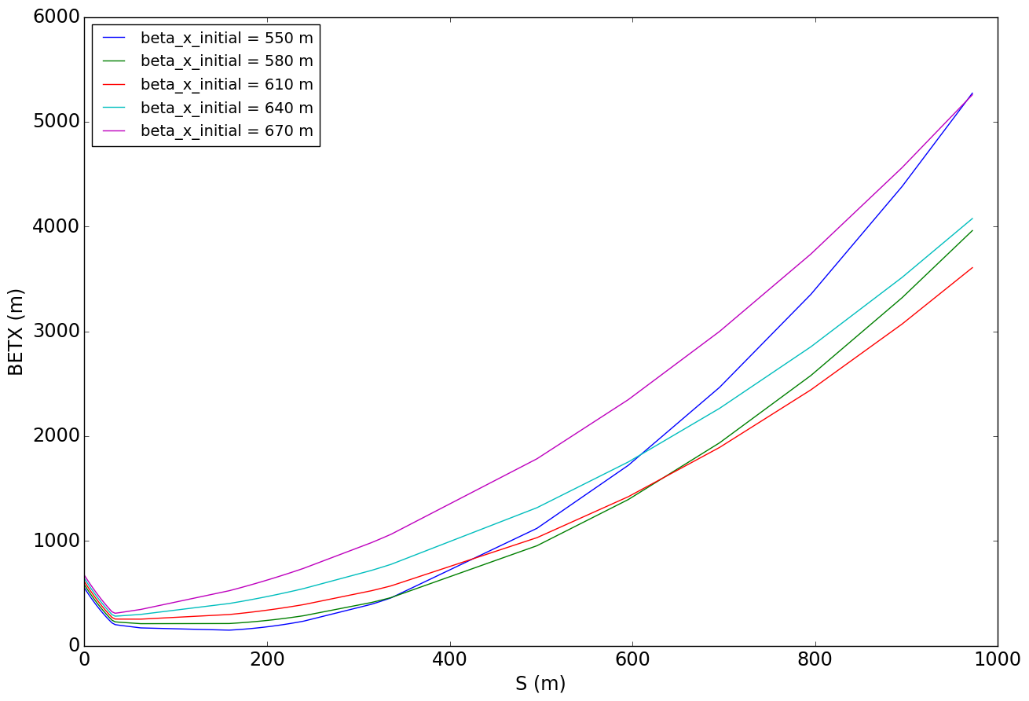 6000
5000
4000
3000
2000
1000
0
BETX (m)
beta_x_initial = 550 m
beta_x_initial = 580 m
beta_x_initial = 610 m
beta_x_initial = 640 m
beta_x_initial = 670 m
0 200 400 600 800 1000
S (m)